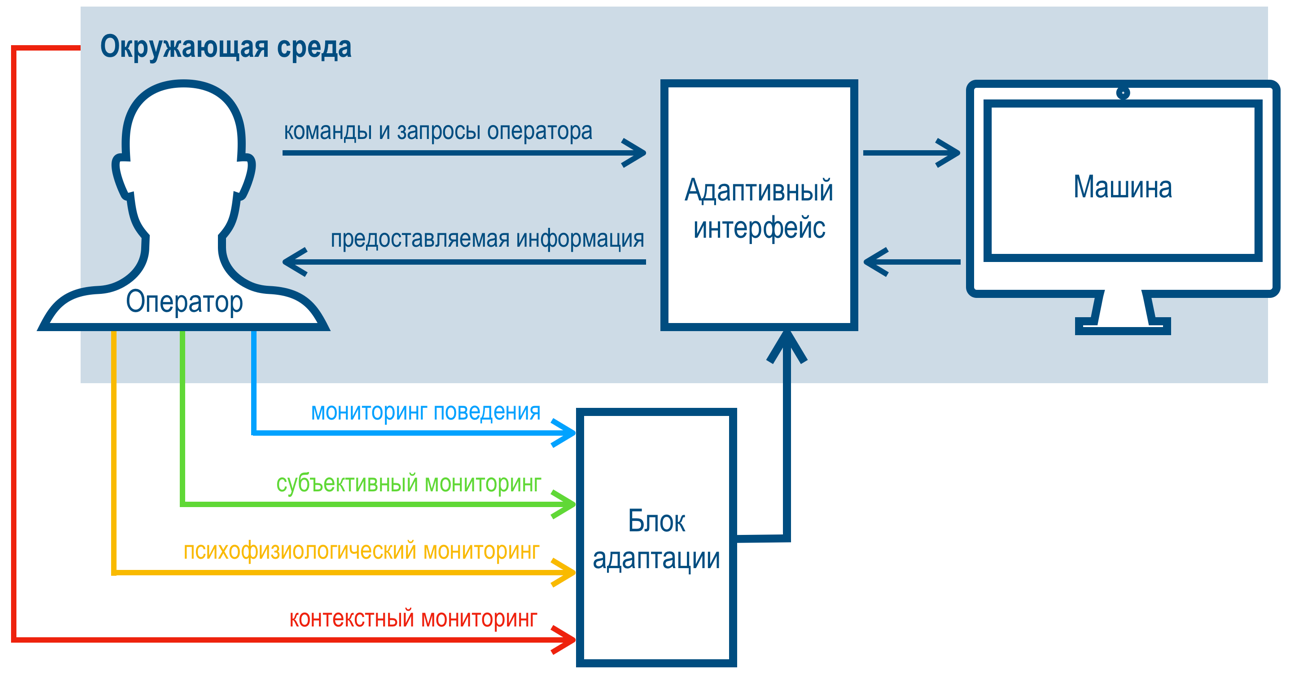 Окружающая среда
команды и запросы оператора
предоставляемая информация
Адаптивный
интерфейс
Машина
Оператор
мониторинг поведения
субъективный мониторинг
психофизиологический мониторинг
контекстный мониторинг
Блок
адаптации